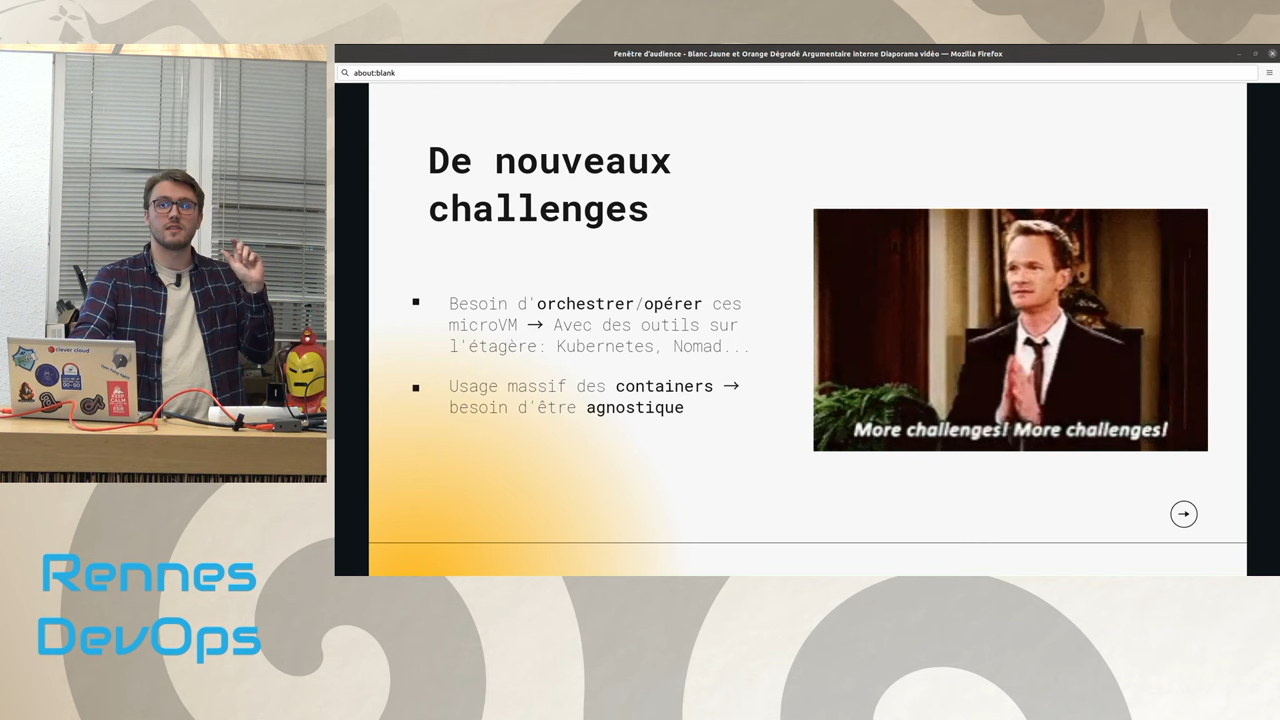 Fenêtre d'audience - Blanc Jaune et Orange Dégradé Argumentaire Interne Diaporama vidéo — Mozilla Firefox
about:blank
De nouveaux
challenges
■ Besoin d'orchestrer/opérer ces
microVM → Avec des outils sur
l'étagère: Kubernetes, Nomad...
■ Usage massif des containers →
besoin d'être agnostique
More challenges! More challenges!
clever cloud
KEEP
CALM
Rennes
DevOps